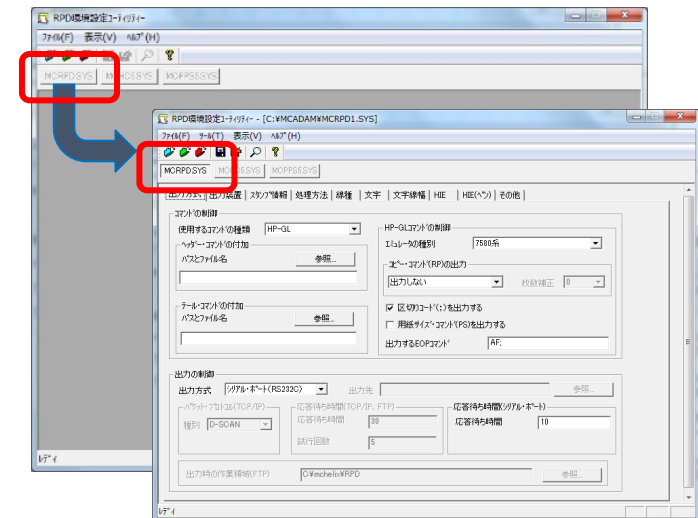 RPD環境設定ﾕｰﾃｨﾘﾃｨｰ
ﾌｧｲﾙ(F) 表示(V) ﾍﾙﾌﾟ(H)
MCRPD.SYS MCPPS5SYS
RPD環境設定ﾕｰﾃｨﾘﾃｨｰ - [C:¥MCADAM¥MCRPD1.SYS]
ﾌｧｲﾙ(F) ﾂｰﾙ(T) 表示(V) ﾍﾙﾌﾟ(H)
MCRPD.SYS MCPPS5SYS
出力方式 出力装置 ｽﾀﾝﾌﾟ情報 処理方法 線種 文字 文字線幅 HIE HIE(ﾍﾟﾝ) その他
ｺﾏﾝﾄﾞの制御
使用するｺﾏﾝﾄﾞの種類 HP-GL
ﾍｯﾀﾞｰ･ｺﾏﾝﾄﾞの付加
ﾊﾟｽとﾌｧｲﾙ名 参照...
ﾃｰﾙ･ｺﾏﾝﾄﾞの付加
ﾊﾟｽとﾌｧｲﾙ名 参照...
HP-GLｺﾏﾝﾄﾞの制御
ｴﾐｭﾚｰﾀの種別 7580系
ｺﾋﾟｰ･ｺﾏﾝﾄﾞ(RP)の出力
出力しない 枚数補正 0
区切りｺｰﾄﾞ(;)を出力する
用紙ｻｲｽﾞ･ｺﾏﾝﾄﾞ(PS)を出力する
出力するEOPｺﾏﾝﾄﾞ AF;
出力の制御
出力方式 ｼﾘｱﾙ･ﾎﾟｰﾄ(RS232C) 出力先 参照...
ﾊﾟｹｯﾄ･ﾌﾟﾛﾄｺﾙ(TCP/IP)
種別 D-SCAN
応答待ち時間(TCP/IP, FTP)
応答待ち時間 30
試行回数 5
応答待ち時間(ｼﾘｱﾙ･ﾎﾟｰﾄ)
応答待ち時間 10
出力時の作業領域(FTP) C:¥mchelix¥RPD 参照...
ﾚﾃﾞｨ
ﾚﾃﾞｨ